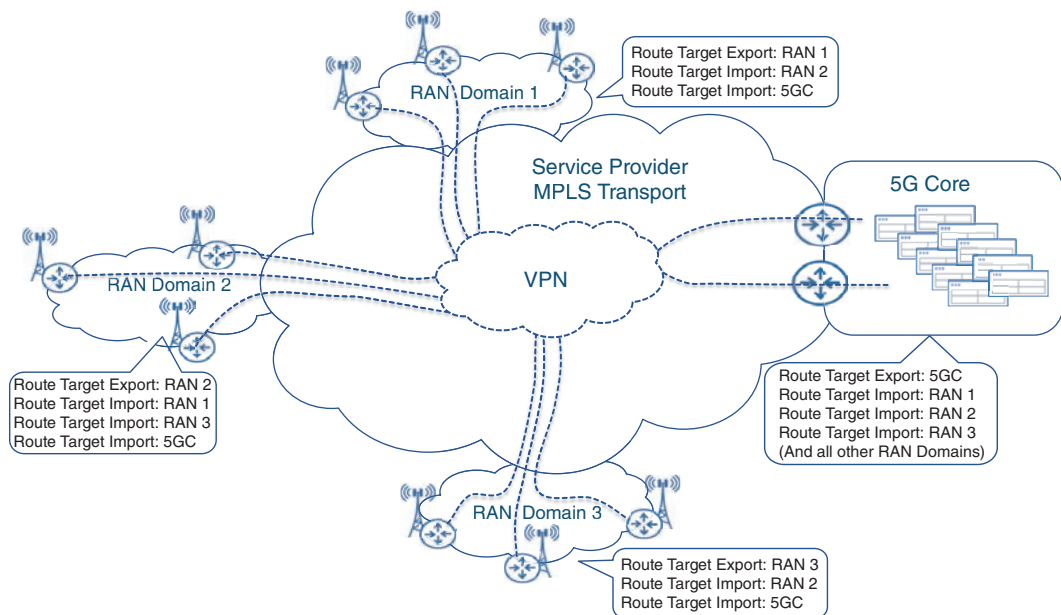 Route Target Export: RAN 1
Route Target Import: RAN 2
Route Target Import: 5GC
RAN Domain 1
Service Provider
MPLS Transport
5G Core
VPN
RAN Domain 2
Route Target Export: RAN 2
Route Target Import: RAN 1
Route Target Import: RAN 3
Route Target Import: 5GC
Route Target Export: 5GC
Route Target Import: RAN 1
Route Target Import: RAN 2
Route Target Import: RAN 3
(And all other RAN Domains)
RAN Domain 3
Route Target Export: RAN 3
Route Target Import: RAN 2
Route Target Import: 5GC